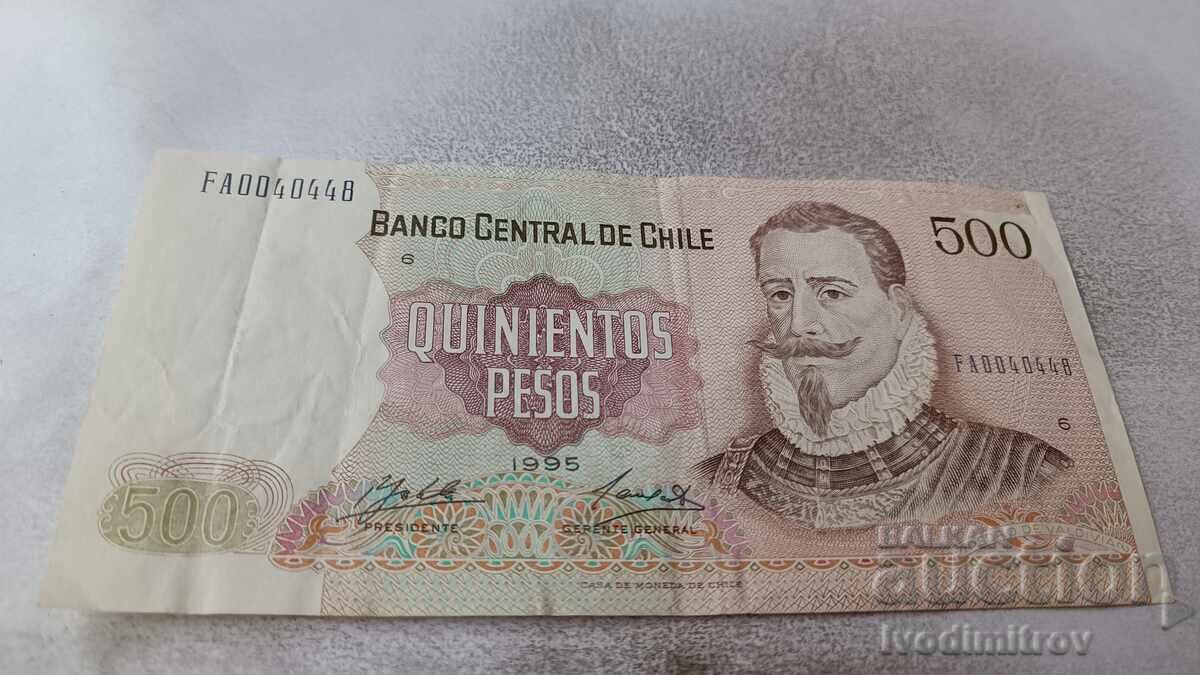 FA0040448
BANCO CENTRAL DE CHILE
500
6
QUINIENTOS
PESOS
FA0040448
6
1995
PRESIDENTE
GERENTE GENERAL
500
CASA DE MONEDA DE CHILE
BALKAN
auction
Ivodimitrov